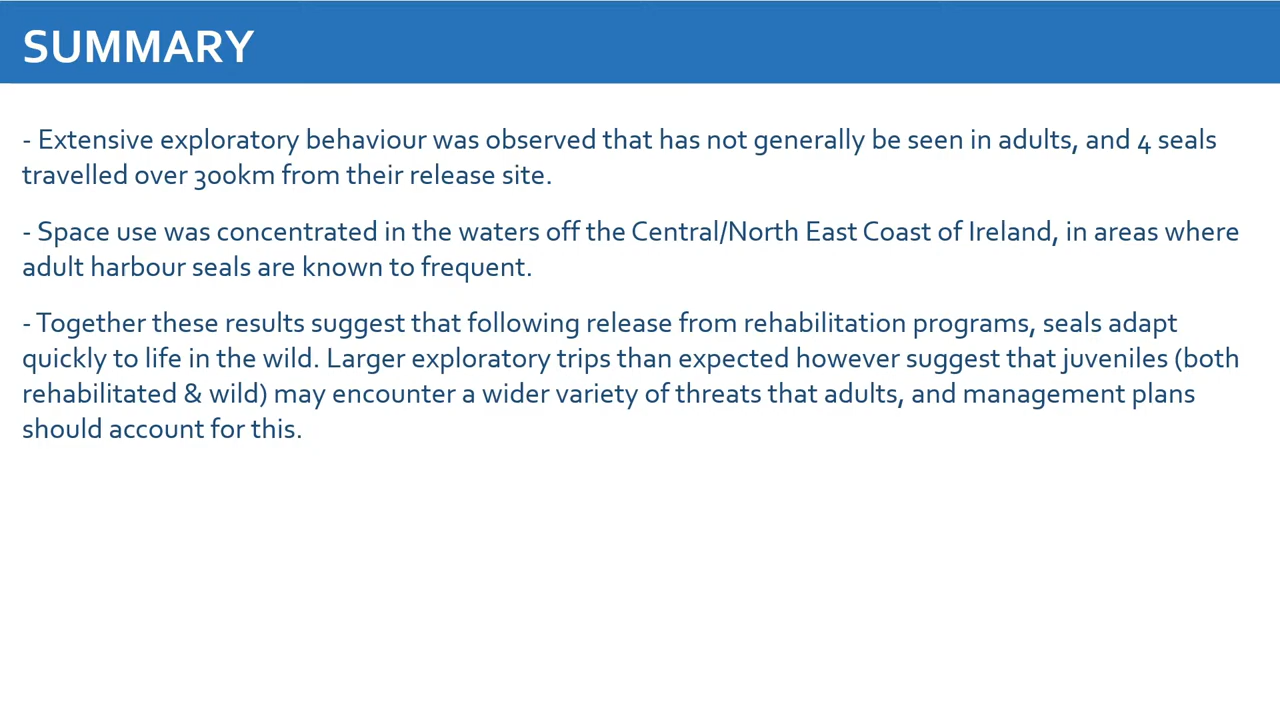 SUMMARY
- Extensive exploratory behaviour was observed that has not generally be seen in adults, and 4 seals
travelled over 300km from their release site.
- Space use was concentrated in the waters off the Central/North East Coast of Ireland, in areas where
adult harbour seals are known to frequent.
- Together these results suggest that following release from rehabilitation programs, seals adapt
quickly to life in the wild. Larger exploratory trips than expected however suggest that juveniles (both
rehabilitated & wild) may encounter a wider variety of threats that adults, and management plans
should account for this.